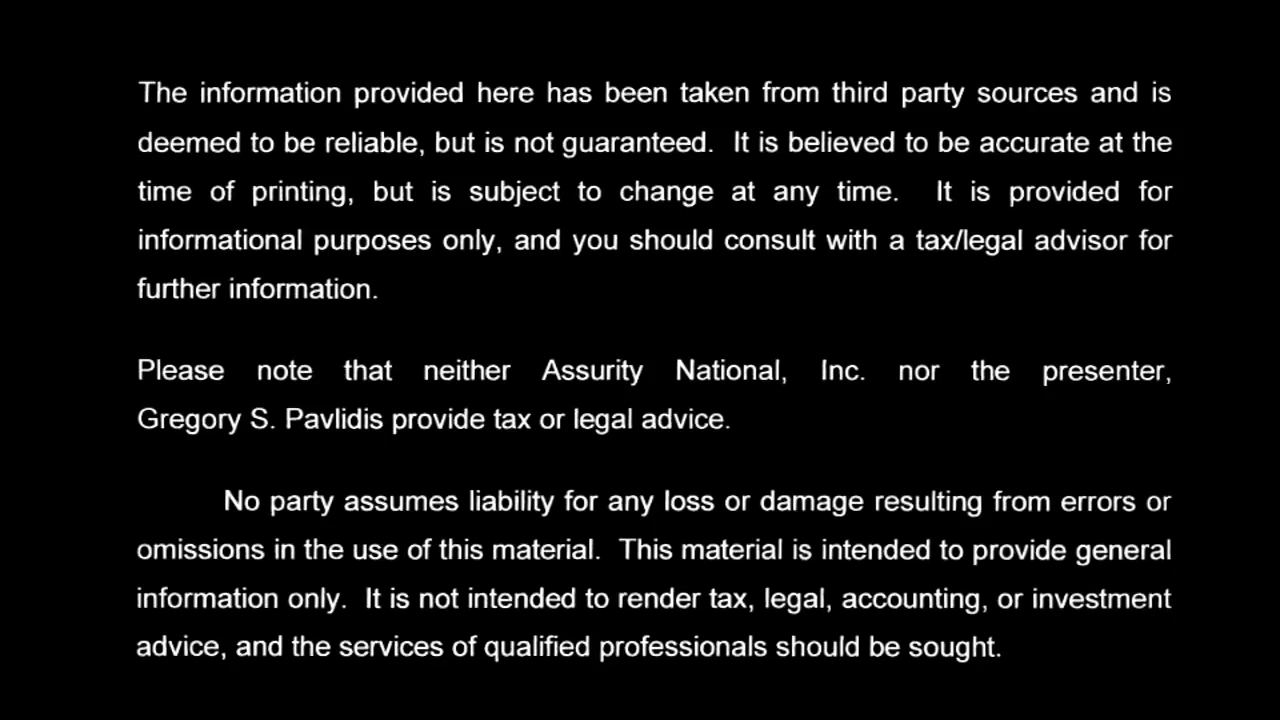 The information provided here has been taken from third party sources and is
deemed to be reliable, but is not guaranteed.  It is believed to be accurate at the
time of printing, but is subject to change at any time.  It is provided for
informational purposes only, and you should consult with a tax/legal advisor for
further information.
Please note that neither Assurity National, Inc. nor the presenter,
Gregory S. Pavlidis provide tax or legal advice.
No party assumes liability for any loss or damage resulting from errors or
omissions in the use of this material.  This material is intended to provide general
information only.  It is not intended to render tax, legal, accounting, or investment
advice, and the services of qualified professionals should be sought.